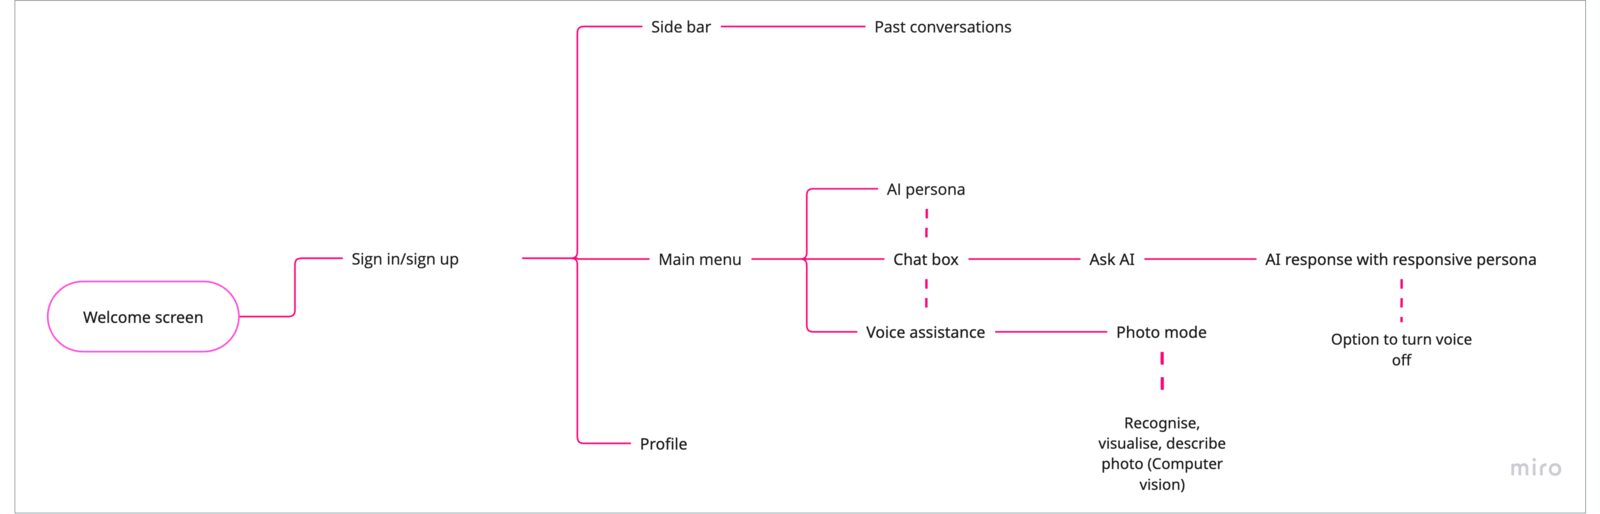 Side bar
Past conversations
AI persona
Sign in/sign up
Main menu
Chat box
Ask AI
AI response with responsive persona
Welcome screen
Voice assistance
Photo mode
Option to turn voice
off
Recognise,
visualise, describe
photo (Computer
vision)
Profile
miro